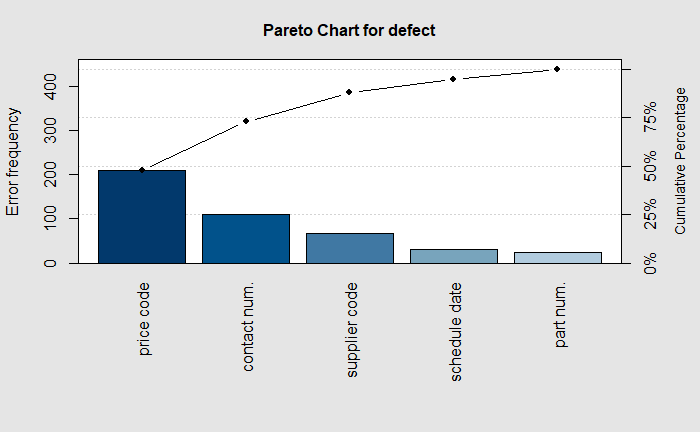 Pareto Chart for defect
Error frequency
0
100
200
300
400
0%
25%
50%
75%
Cumulative Percentage
price code
contact num.
supplier code
schedule date
part num.